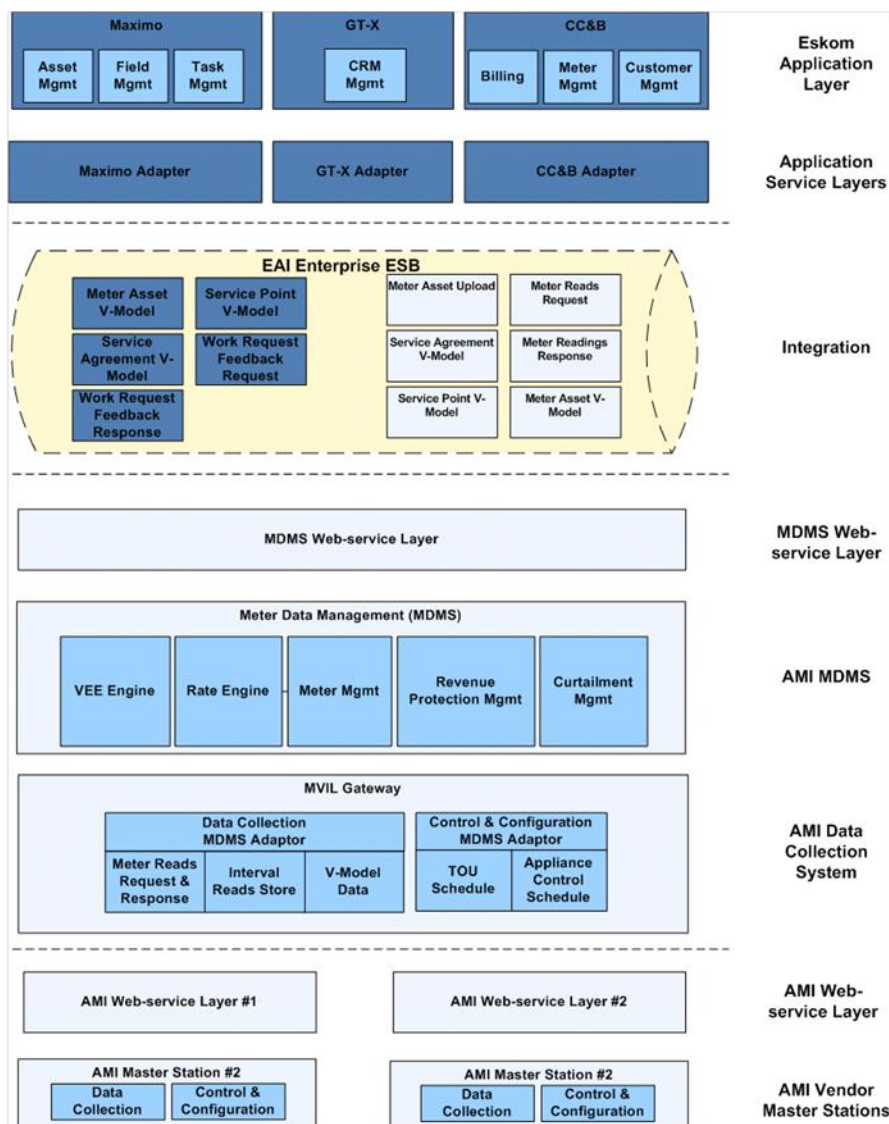 Maximo
GT-X
CC&B
Asset
Mgmt
Field
Mgmt
Task
Mgmt
CRM
Mgmt
Billing
Meter
Mgmt
Customer
Mgmt
Eskom
Application
Layer
Maximo Adapter
GT-X Adapter
CC&B Adapter
Application
Service Layers
EAI Enterprise ESB
Meter Asset
V-Model
Service Point
V-Model
Meter Asset Upload
Meter Reads
Request
Service
Agreement V-
Model
Work Request
Feedback
Request
Service Agreement
V-Model
Meter Readings
Response
Work Request
Feedback
Response
Service Point V-
Model
Meter Asset V-
Model
Integration
MDMS Web-service Layer
MDMS Web-
service Layer
Meter Data Management (MDMS)
VEE Engine
Rate Engine
Meter Mgmt
Revenue
Protection Mgmt
Curtailment
Mgmt
AMI MDMS
MVIL Gateway
Data Collection
MDMS Adaptor
Control & Configuration
MDMS Adaptor
Meter Reads
Request &
Response
Interval
Reads Store
V-Model
Data
TOU
Schedule
Appliance
Control
Schedule
AMI Data
Collection
System
AMI Web-service Layer #1
AMI Web-service Layer #2
AMI Web-
service Layer
AMI Master Station #2
Data
Collection
Control &
Configuration
AMI Master Station #2
Data
Collection
Control &
Configuration
AMI Vendor
Master Stations